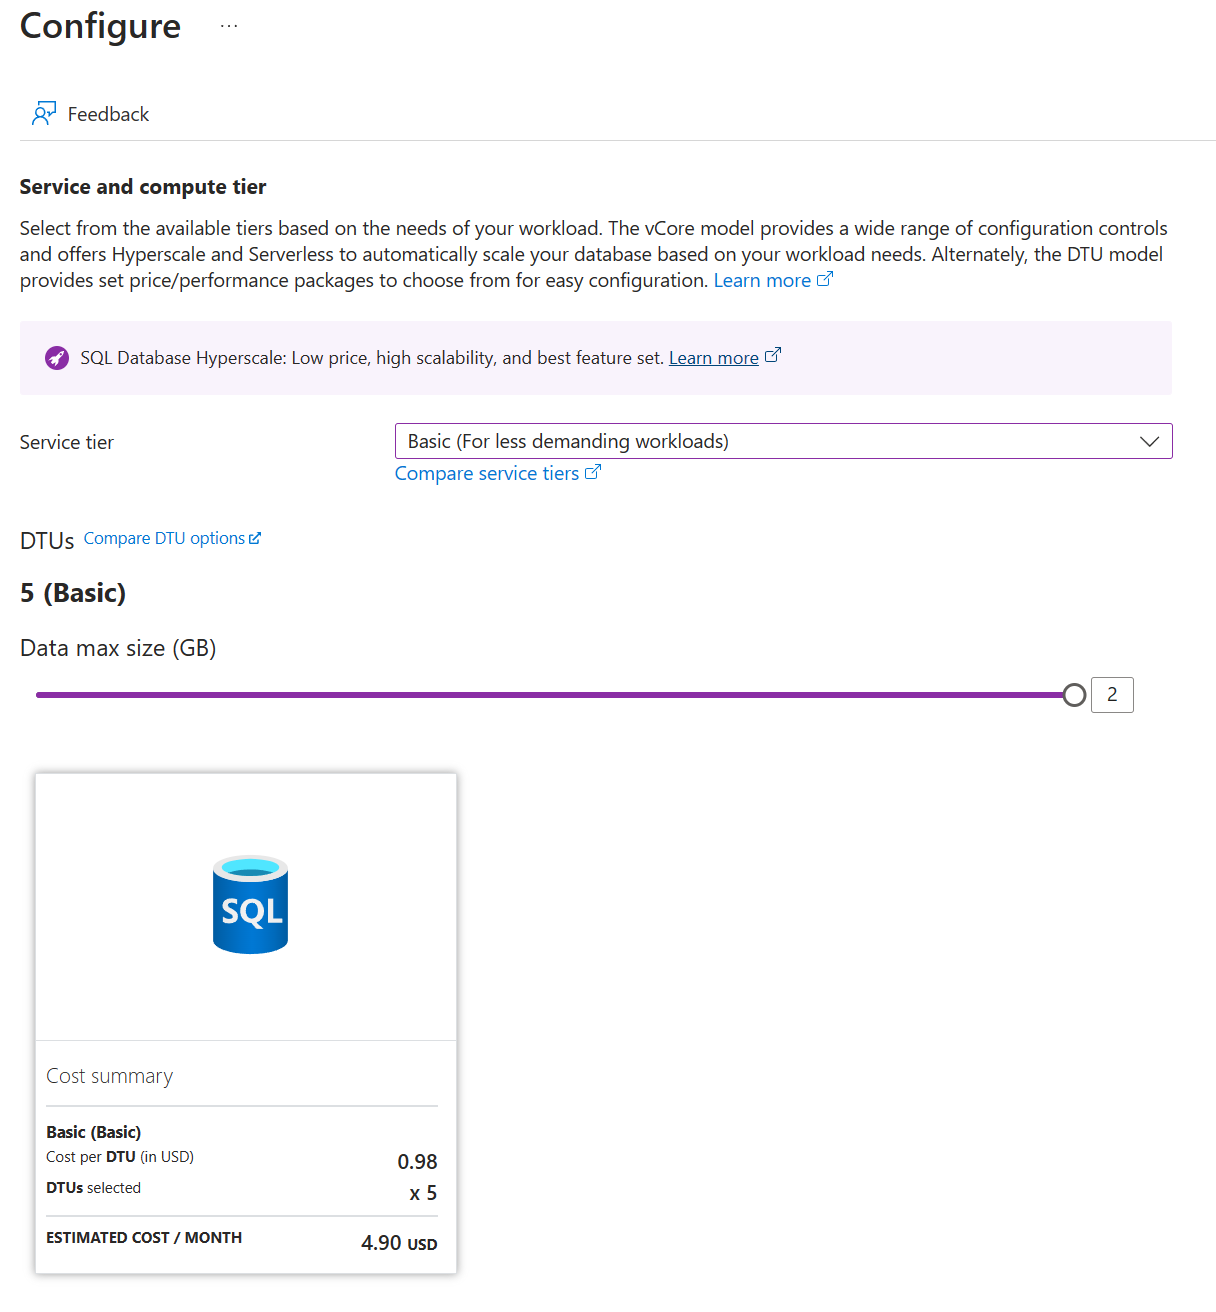 Configure ...
Feedback
Service and compute tier
Select from the available tiers based on the needs of your workload. The vCore model provides a wide range of configuration controls
and offers Hyperscale and Serverless to automatically scale your database based on your workload needs. Alternately, the DTU model
provides set price/performance packages to choose from for easy configuration. Learn more
SQL Database Hyperscale: Low price, high scalability, and best feature set. Learn more
Service tier
Basic (For less demanding workloads)
Compare service tiers
DTUs Compare DTU options
5 (Basic)
Data max size (GB)
2
SQL
Cost summary
Basic (Basic)
Cost per DTU (in USD) 0.98
DTUs selected x 5
ESTIMATED COST / MONTH 4.90 USD